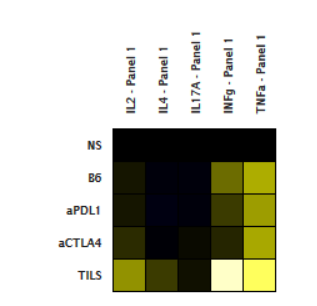 IL2 - Panel 1
IL4 - Panel 1
IL17A - Panel 1
INFg - Panel 1
TNFa - Panel 1
NS
B6
aPDL1
aCTLA4
TILS